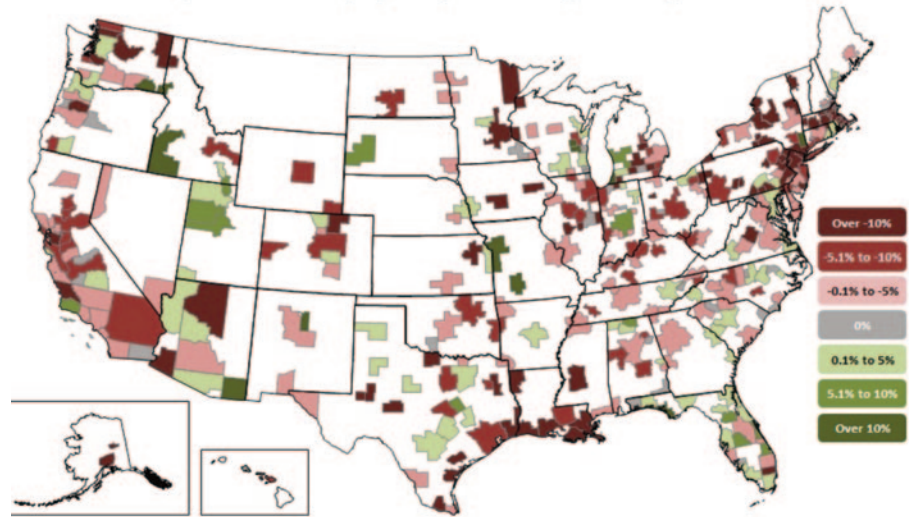 Over -10%
-5.1% to -10%
-0.1% to -5%
0%
0.1% to 5%
5.1% to 10%
Over 10%